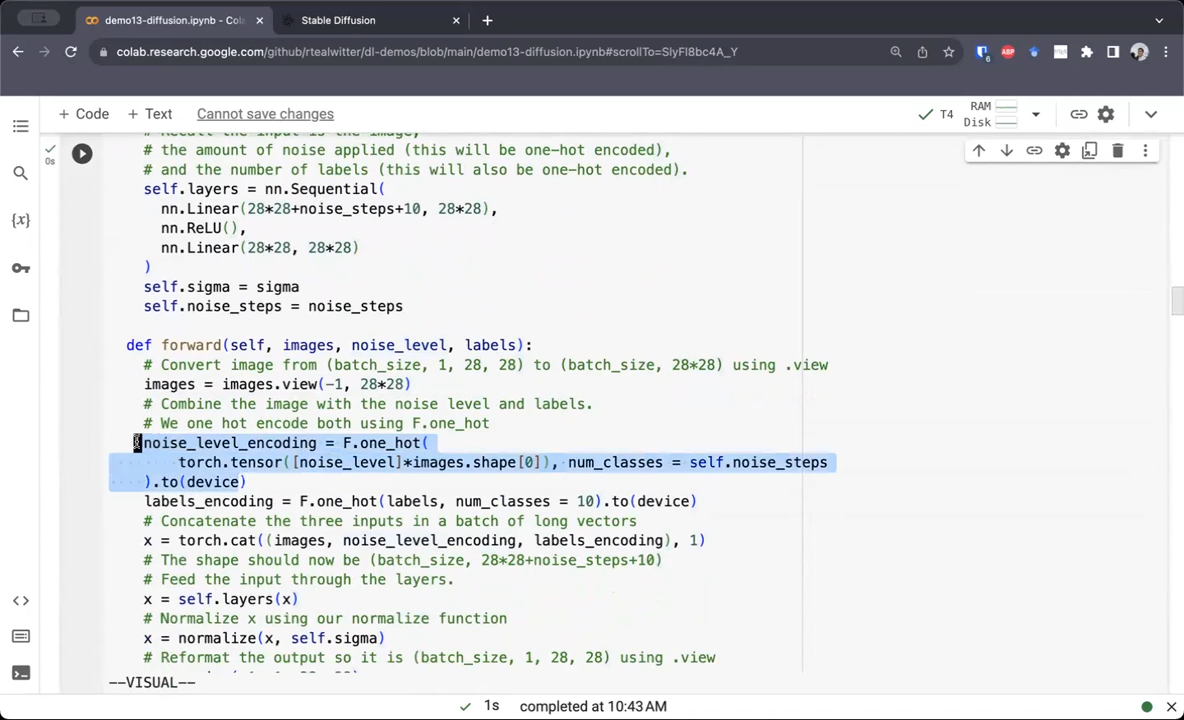 demo13-diffusion.ipynb - Cola
Stable Diffusion
colab.research.google.com/github/rtealwitter/dl-demos/blob/main/demo13-diffusion.ipynb#scrollTo=SlyFl8bc4A_Y
6
ABP
+ Code
+ Text
Cannot save changes
T4
RAM
Disk
0s
# Recall the input is the image,
# the amount of noise applied (this will be one-hot encoded),
# and the number of labels (this will also be one-hot encoded).
self.layers = nn.Sequential(
nn.Linear(28*28+noise_steps+10, 28*28),
nn.ReLU(),
nn.Linear(28*28, 28*28)
)
self.sigma = sigma
self.noise_steps = noise_steps
def forward(self, images, noise_level, labels):
# Convert image from (batch_size, 1, 28, 28) to (batch_size, 28*28) using .view
images = images.view(-1, 28*28)
# Combine the image with the noise level and labels.
# We one hot encode both using F.one_hot
noise_level_encoding = F.one_hot(
torch.tensor([noise_level]*images.shape[0]), num_classes = self.noise_steps
).to(device)
labels_encoding = F.one_hot(labels, num_classes = 10).to(device)
# Concatenate the three inputs in a batch of long vectors
x = torch.cat((images, noise_level_encoding, labels_encoding), 1)
# The shape should now be (batch_size, 28*28+noise_steps+10)
# Feed the input through the layers.
x = self.layers(x)
# Normalize x using our normalize function
x = normalize(x, self.sigma)
# Reformat the output so it is (batch_size, 1, 28, 28) using .view
--VISUAL--
1s completed at 10:43 AM